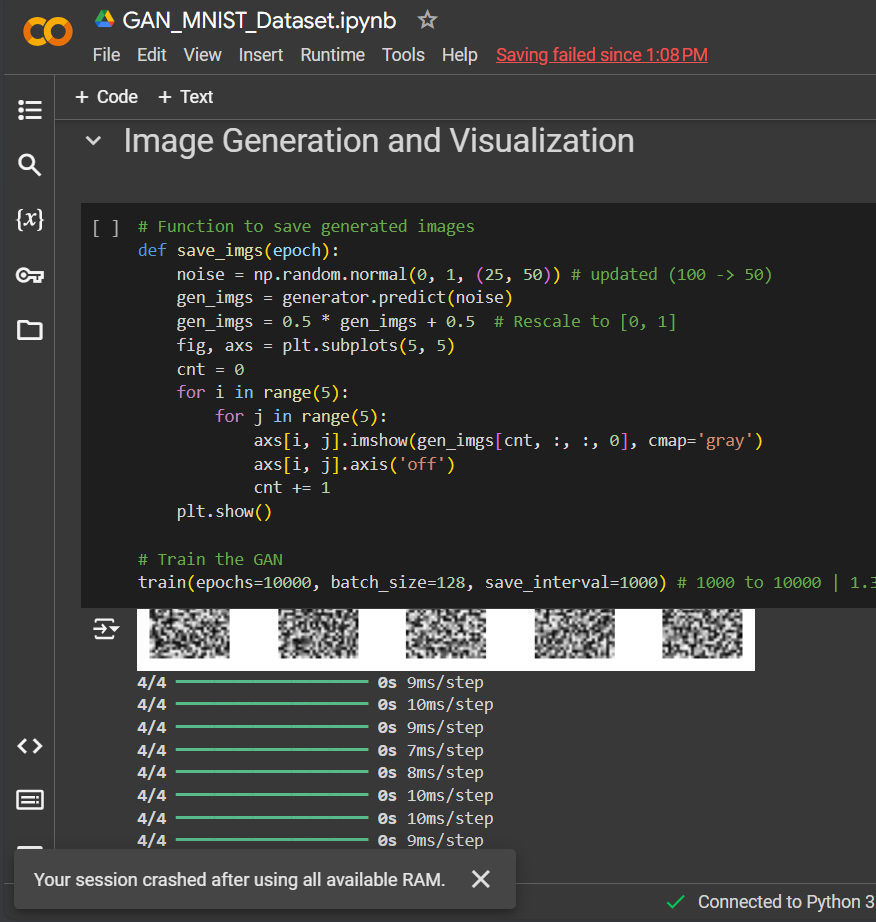 GAN_MNIST_Dataset.ipynb
File Edit View Insert Runtime Tools Help Saving failed since 1:08 PM
+ Code + Text
Image Generation and Visualization
[ ] # Function to save generated images
def save_imgs(epoch):
    noise = np.random.normal(0, 1, (25, 50)) # updated (100 -> 50)
    gen_imgs = generator.predict(noise)
    gen_imgs = 0.5 * gen_imgs + 0.5  # Rescale to [0, 1]
    fig, axs = plt.subplots(5, 5)
    cnt = 0
    for i in range(5):
        for j in range(5):
            axs[i, j].imshow(gen_imgs[cnt, :, :, 0], cmap='gray')
            axs[i, j].axis('off')
            cnt += 1
    plt.show()
# Train the GAN
train(epochs=10000, batch_size=128, save_interval=1000) # 1000 to 10000 | 1.3
4/4 0s 9ms/step
4/4 0s 10ms/step
4/4 0s 9ms/step
4/4 0s 7ms/step
4/4 0s 8ms/step
4/4 0s 10ms/step
4/4 0s 10ms/step
4/4 0s 9ms/step
Your session crashed after using all available RAM.
Connected to Python 3